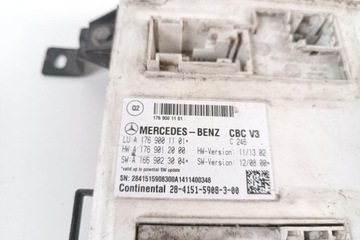 02
176 900 11 01
MERCEDES-BENZ CBC V3
LU A 176 900 11 01* C 246
HW A 176 901 20 00 HW-Version: 11/13 02
SW A 166 902 30 04* SW-Version: 12/08 00*
*valid up to potential SW update
SN: 2841515908300A1411400348
Continental 28-4151-5908-3-00